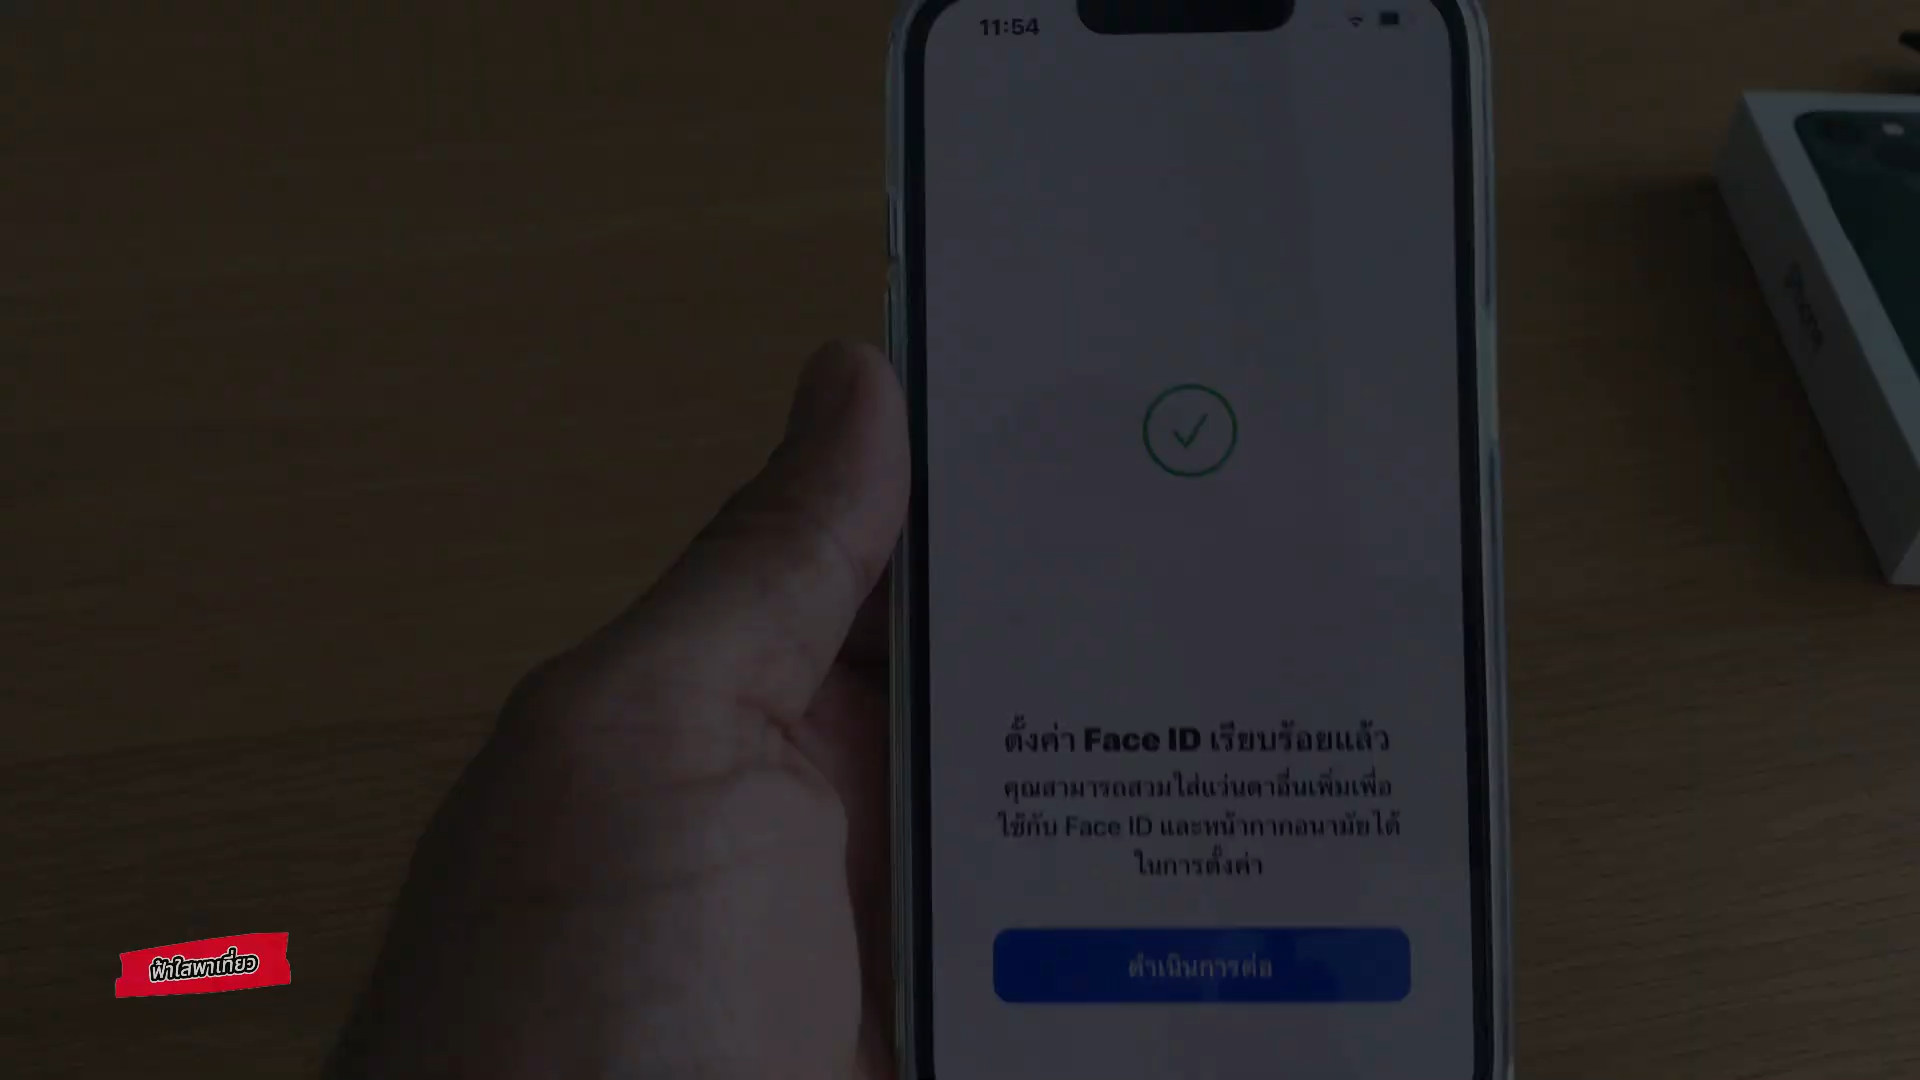 11:54
ตั้งค่า Face ID เรียบร้อยแล้ว
คุณสามารถสวมใส่แว่นตาอื่นเพิ่มเพื่อ
ใช้กับ Face ID และหน้ากากอนามัยได้
ในการตั้งค่า
ดำเนินการต่อ
ฟ้าใสพาเที่ยว